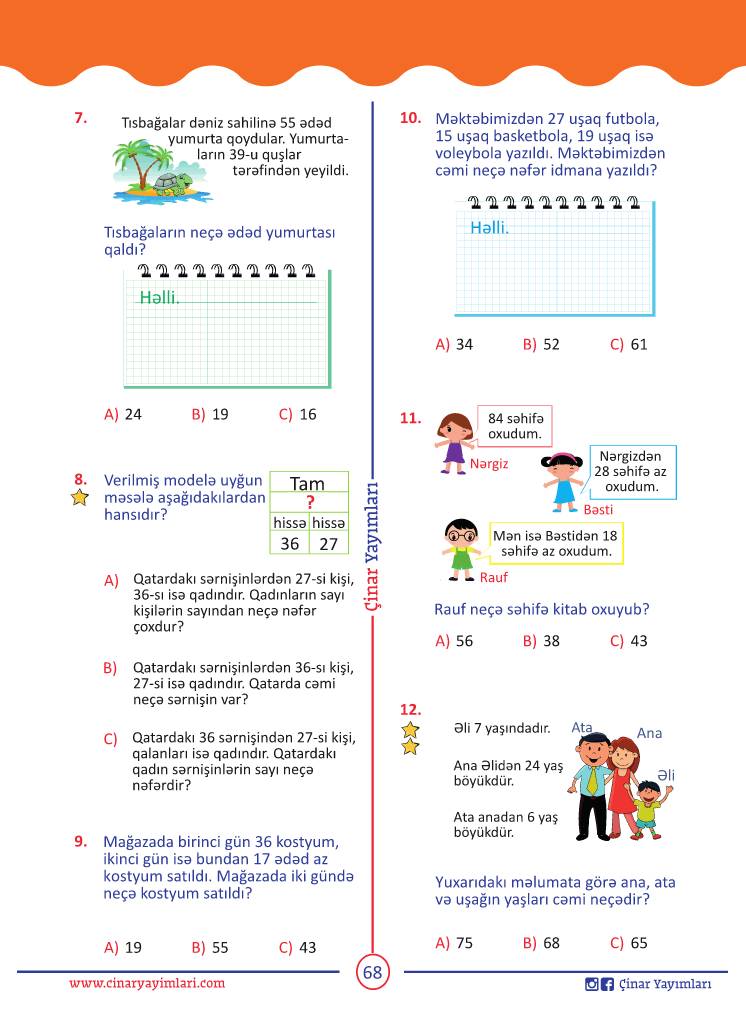 7.
Tısbağalar dəniz sahilinə 55 ədəd
yumurta qoydular. Yumurta-
ların 39-u quşlar
tərəfindən yeyildi.
Tısbağaların neçə ədəd yumurtası
qaldı?
Həlli.
A) 24 B) 19 C) 16
8. Verilmiş modelə uyğun
məsələ aşağıdakılardan
hansıdır?
Tam
?
hissə hissə
36 27
A) Qatardakı sərnişinlərdən 27-si kişi,
36-sı isə qadındır. Qadınların sayı
kişilərin sayından neçə nəfər
çoxdur?
B) Qatardakı sərnişinlərdən 36-sı kişi,
27-si isə qadındır. Qatarda cəmi
neçə sərnişin var?
C) Qatardakı 36 sərnişindən 27-si kişi,
qalanları isə qadındır. Qatardakı
qadın sərnişinlərin sayı neçə
nəfərdir?
9. Mağazada birinci gün 36 kostyum,
ikinci gün isə bundan 17 ədəd az
kostyum satıldı. Mağazada iki gündə
neçə kostyum satıldı?
A) 19 B) 55 C) 43
Çinar Yayımları
10. Məktəbimizdən 27 uşaq futbola,
15 uşaq basketbola, 19 uşaq isə
voleybola yazıldı. Məktəbimizdən
cəmi neçə nəfər idmana yazıldı?
Həlli.
A) 34 B) 52 C) 61
11.
84 səhifə
oxudum.
Nərgiz
Nərgizdən
28 səhifə az
oxudum.
Bəsti
Mən isə Bəstidən 18
səhifə az oxudum.
Rauf
Rauf neçə səhifə kitab oxuyub?
A) 56 B) 38 C) 43
12.
Əli 7 yaşındadır.
Ana Əlidən 24 yaş
böyükdür.
Ata anadan 6 yaş
böyükdür.
Ata
Ana
Əli
Yuxarıdakı məlumata görə ana, ata
və uşağın yaşları cəmi neçədir?
A) 75 B) 68 C) 65
www.cinaryayimlari.com
68
Çinar Yayımları